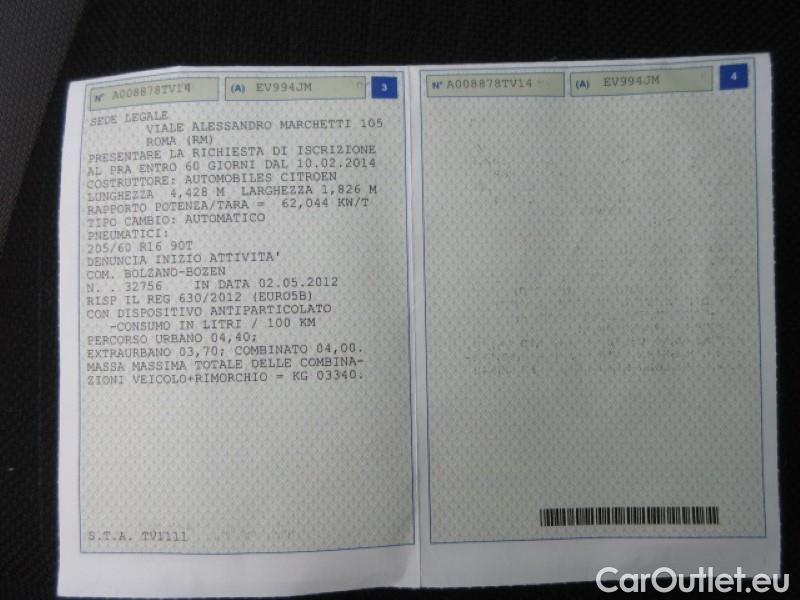 N° A008878TV14 (A) EV994JM 3
SEDE LEGALE
VIALE ALESSANDRO MARCHETTI 105
ROMA (RM)
PRESENTARE LA RICHIESTA DI ISCRIZIONE
AL PRA ENTRO 60 GIORNI DAL 10.02.2014
COSTRUTTORE: AUTOMOBILES CITROEN
LUNGHEZZA 4,428 M LARGHEZZA 1,826 M
RAPPORTO POTENZA/TARA = 62,044 KW/T
TIPO CAMBIO: AUTOMATICO
PNEUMATICI:
205/60 R16 90T
DENUNCIA INIZIO ATTIVITA'
COM. BOLZANO-BOZEN
N. . 32756 IN DATA 02.05.2012
RISP IL REG 630/2012 (EURO5B)
CON DISPOSITIVO ANTIPARTICOLATO
-CONSUMO IN LITRI / 100 KM
PERCORSO URBANO 04,40;
EXTRAURBANO 03,70; COMBINATO 04,00.
MASSA MASSIMA TOTALE DELLE COMBINA-
ZIONI VEICOLO+RIMORCHIO = KG 03340.
S.T.A. TV1111
N° A008878TV14 (A) EV994JM 4
CarOutlet.eu